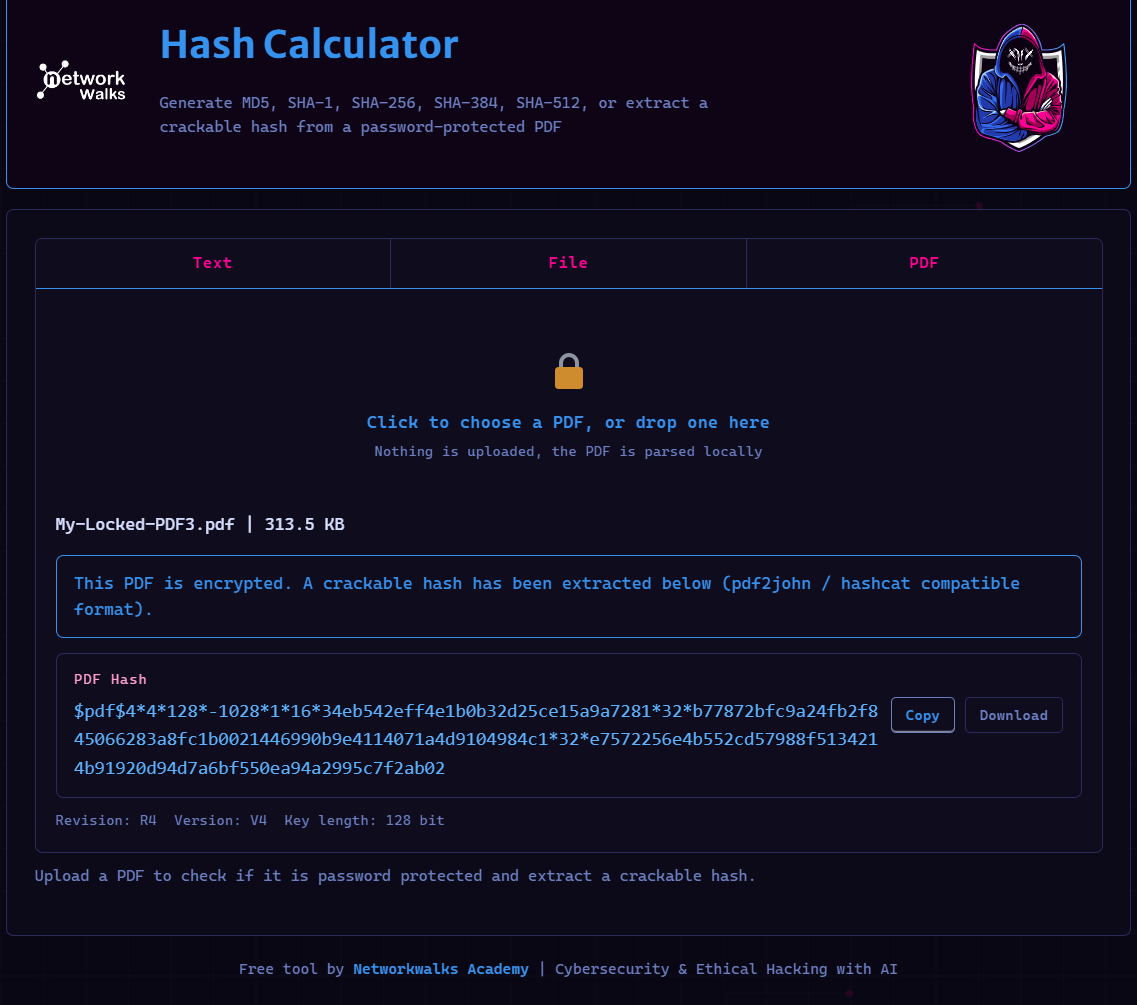 network
Walks
Hash Calculator
Generate MD5, SHA-1, SHA-256, SHA-384, SHA-512, or extract a
crackable hash from a password-protected PDF
Text
File
PDF
Click to choose a PDF, or drop one here
Nothing is uploaded, the PDF is parsed locally
My-Locked-PDF3.pdf | 313.5 KB
This PDF is encrypted. A crackable hash has been extracted below (pdf2john / hashcat compatible
format).
PDF Hash
$pdf$4*4*128*-1028*1*16*34eb542eff4e1b0b32d25ce15a9a7281*32*b77872bfc9a24fb2f8
45066283a8fc1b0021446990b9e4114071a4d9104984c1*32*e7572256e4b552cd57988f513421
4b91920d94d7a6bf550ea94a2995c7f2ab02
Copy
Download
Revision: R4 Version: V4 Key length: 128 bit
Upload a PDF to check if it is password protected and extract a crackable hash.
Free tool by Networkwalks Academy | Cybersecurity & Ethical Hacking with AI